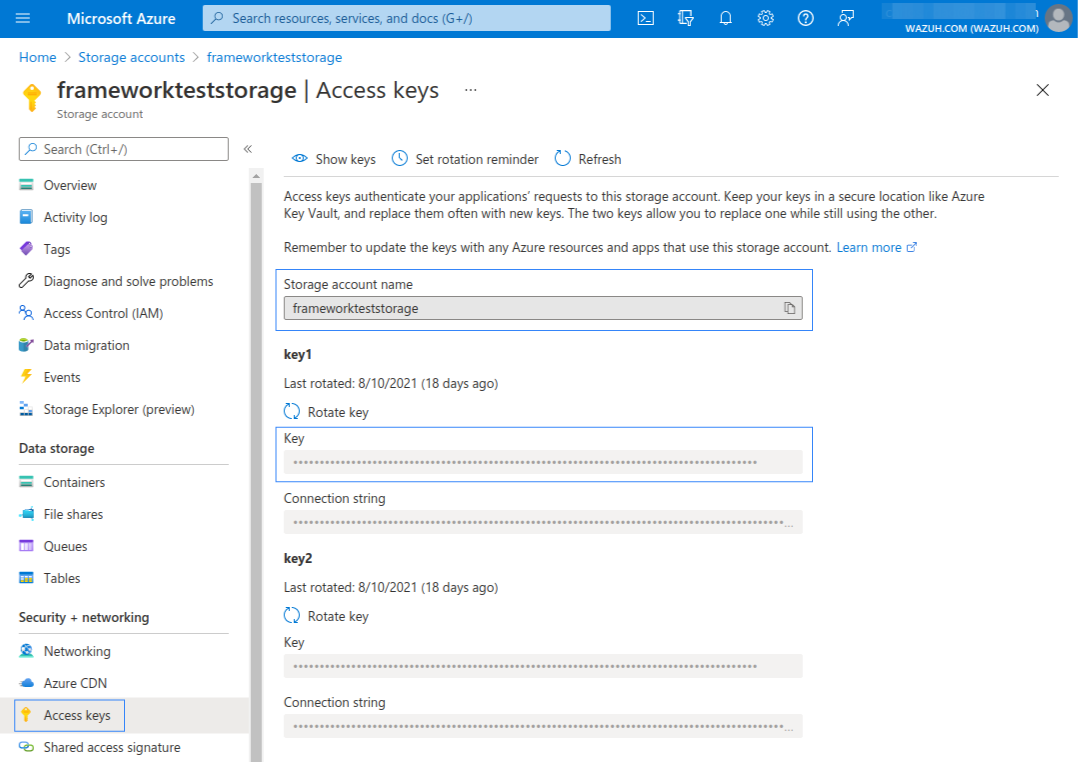 Microsoft Azure
Search resources, services, and docs (G+/)
WAZUH.COM (WAZUH.COM)
Home > Storage accounts > frameworkteststorage
frameworkteststorage | Access keys ...
Storage account
Search (Ctrl+/)
«
Overview
Activity log
Tags
Diagnose and solve problems
Access Control (IAM)
Data migration
Events
Storage Explorer (preview)
Data storage
Containers
File shares
Queues
Tables
Security + networking
Networking
Azure CDN
Access keys
Shared access signature
Show keys Set rotation reminder Refresh
Access keys authenticate your applications’ requests to this storage account. Keep your keys in a secure location like Azure
Key Vault, and replace them often with new keys. The two keys allow you to replace one while still using the other.
Remember to update the keys with any Azure resources and apps that use this storage account. Learn more
Storage account name
frameworkteststorage
key1
Last rotated: 8/10/2021 (18 days ago)
Rotate key
Key
Connection string
key2
Last rotated: 8/10/2021 (18 days ago)
Rotate key
Key
Connection string